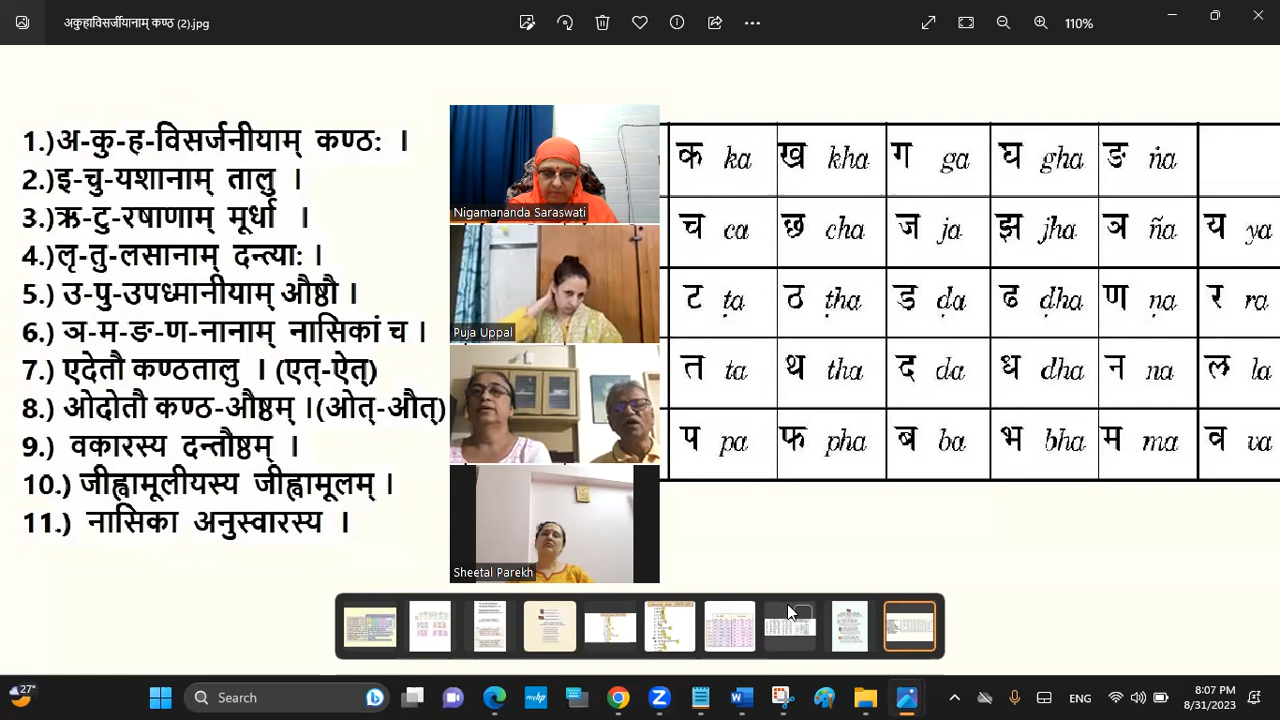 अकुहाविसर्जीयानाम् कण्ठ (2).jpg
110%
1.)अ-कु-ह-विसर्जनीयाम् कण्ठः ।
2.)इ-चु-यशानाम् तालु ।
3.)ऋ-टु-रषाणाम् मूर्धा ।
4.)लृ-तु-लसानाम् दन्त्याः ।
5.) उ-पु-उपध्मानीयाम् औष्ठौ ।
6.) ञ-म-ङ-ण-नानाम् नासिकां च ।
7.) एदेतौ कण्ठतालु । (एत्-ऐत्)
8.) ओदोतौ कण्ठ-औष्ठम् ।(ओत्-औत्)
9.) वकारस्य दन्तौष्ठम् ।
10.) जीह्वामूलीयस्य जीह्वामूलम् ।
11.) नासिका अनुस्वारस्य ।
Nigamananda Saraswati
Puja Uppal
Sheetal Parekh
क ka ख kha ग ga घ gha ङ ṅa
च ca छ cha ज ja झ jha ञ ña य ya
ट ṭa ठ ṭha ड ḍa ढ ḍha ण ṇa र ra
त ta थ tha द da ध dha न na ल la
प pa फ pha ब ba भ bha म ma व va
27°
Search
myhp
ENG
8:07 PM
8/31/2023